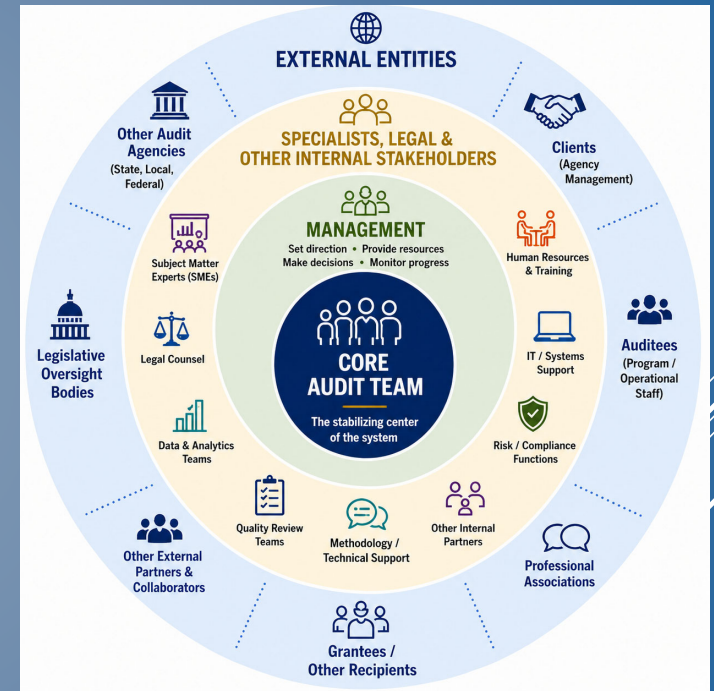 EXTERNAL ENTITIES
Other Audit
Agencies
(State, Local,
Federal)
Clients
(Agency
Management)
SPECIALISTS, LEGAL &
OTHER INTERNAL STAKEHOLDERS
MANAGEMENT
Set direction • Provide resources
Make decisions • Monitor progress
Subject Matter
Experts (SMEs)
Human Resources
& Training
Legislative
Oversight
Bodies
Legal Counsel
CORE
AUDIT TEAM
The stabilizing center
of the system
IT / Systems
Support
Auditees
(Program /
Operational
Staff)
Data & Analytics
Teams
Risk / Compliance
Functions
Quality Review
Teams
Methodology /
Technical Support
Other Internal
Partners
Other External
Partners &
Collaborators
Professional
Associations
Grantees /
Other Recipients